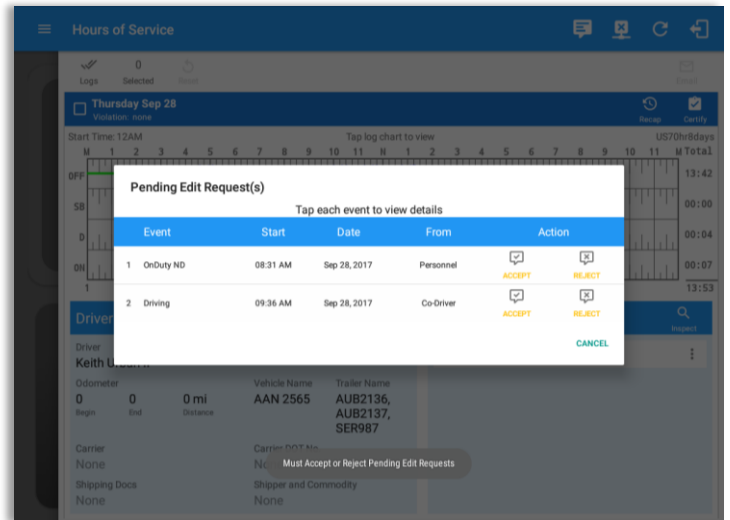 Hours of Service
Logs
0
Selected
Reset
Email
Thursday Sep 28
Violation: none
Recap
Certify
Start Time: 12AM
Tap log chart to view
US70hr8days
M 1 2 3 4 5 6 7 8 9 10 11 N 1 2 3 4 5 6 7 8 9 10 11 M Total
OFF 13:42
SB 00:00
D 00:04
ON 00:07
1 13:53
Pending Edit Request(s)
Tap each event to view details
Event Start Date From Action
1 OnDuty ND 08:31 AM Sep 28, 2017 Personnel ACCEPT REJECT
2 Driving 09:36 AM Sep 28, 2017 Co-Driver ACCEPT REJECT
CANCEL
Driver
Inspect
Driver
Keith
Odometer
Vehicle Name
Trailer Name
0
0
0 mi
AAN 2565
AUB2136,
AUB2137,
SER987
Begin
End
Distance
Carrier
None
Must Accept or Reject Pending Edit Requests
Shipping Docs
Shipper and Commodity
None
None